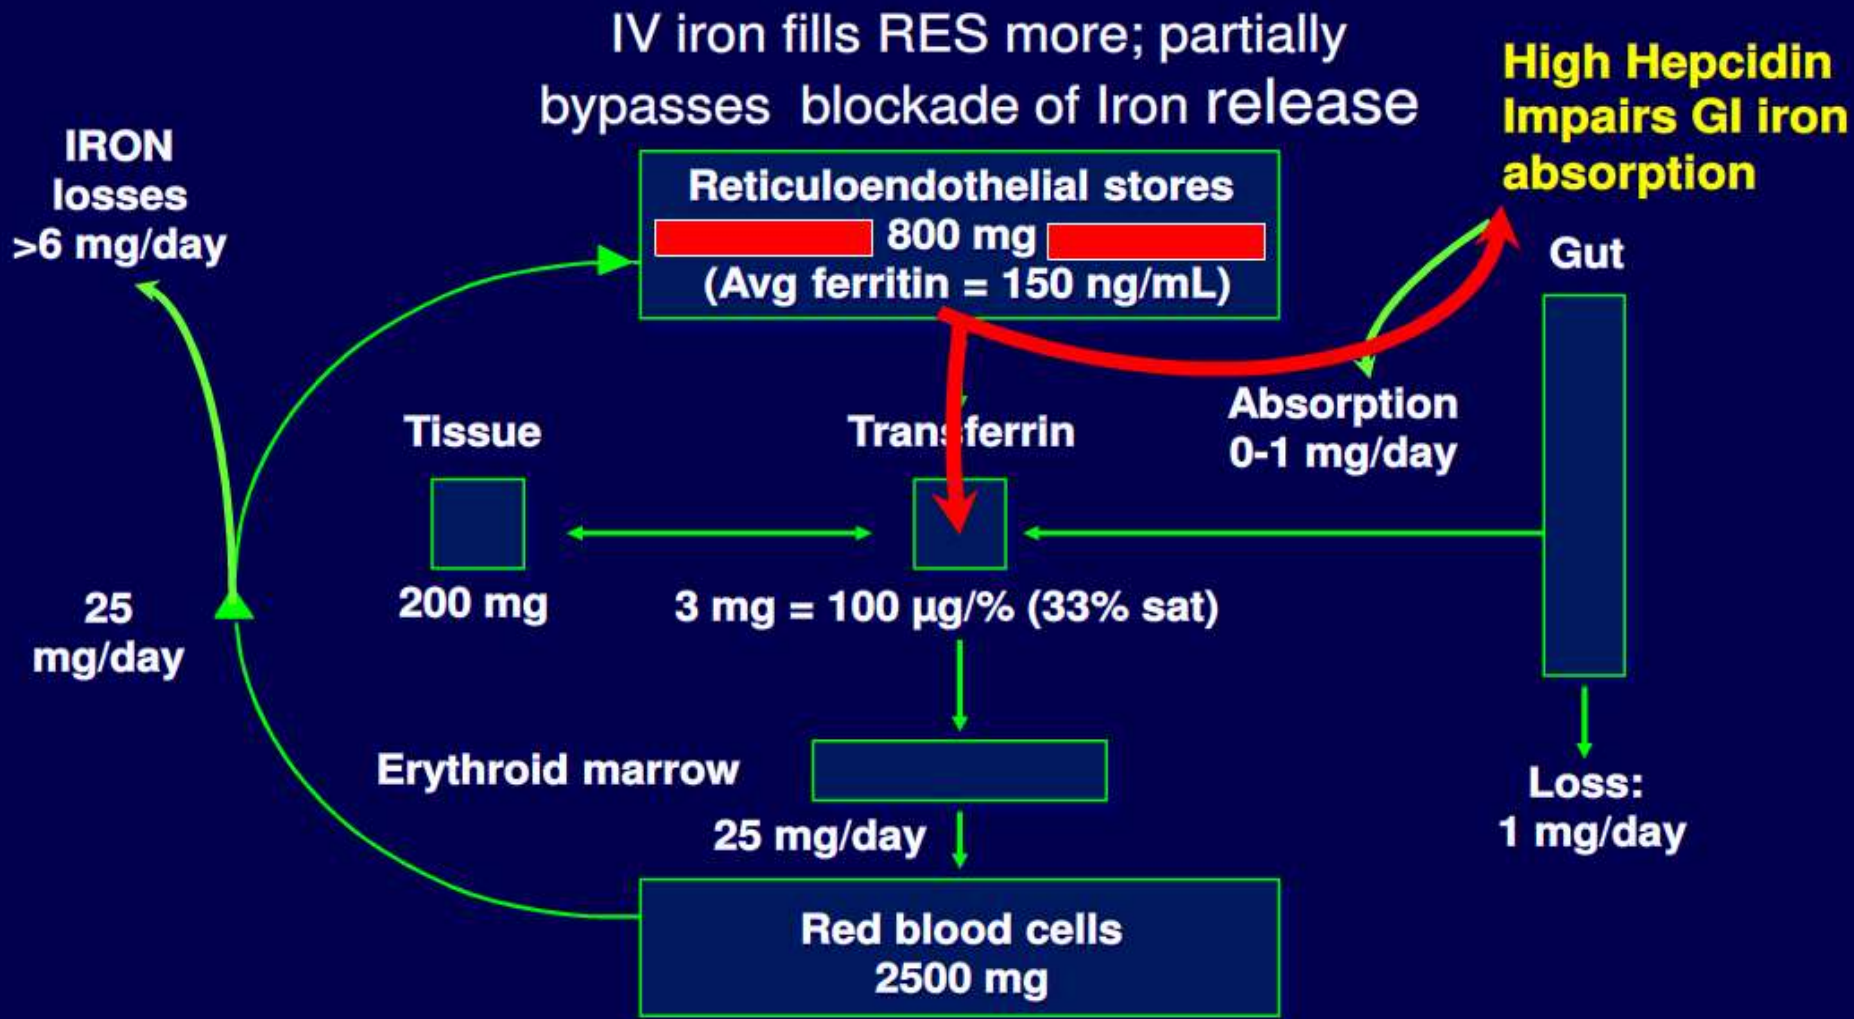 IV iron fills RES more; partially
bypasses blockade of Iron release
High Hepcidin
Impairs GI iron
absorption
IRON
losses
>6 mg/day
Reticuloendothelial stores
800 mg
(Avg ferritin = 150 ng/mL)
Gut
Absorption
0-1 mg/day
Tissue
Transferrin
200 mg
3 mg = 100 µg/% (33% sat)
25
mg/day
Erythroid marrow
25 mg/day
Loss:
1 mg/day
Red blood cells
2500 mg